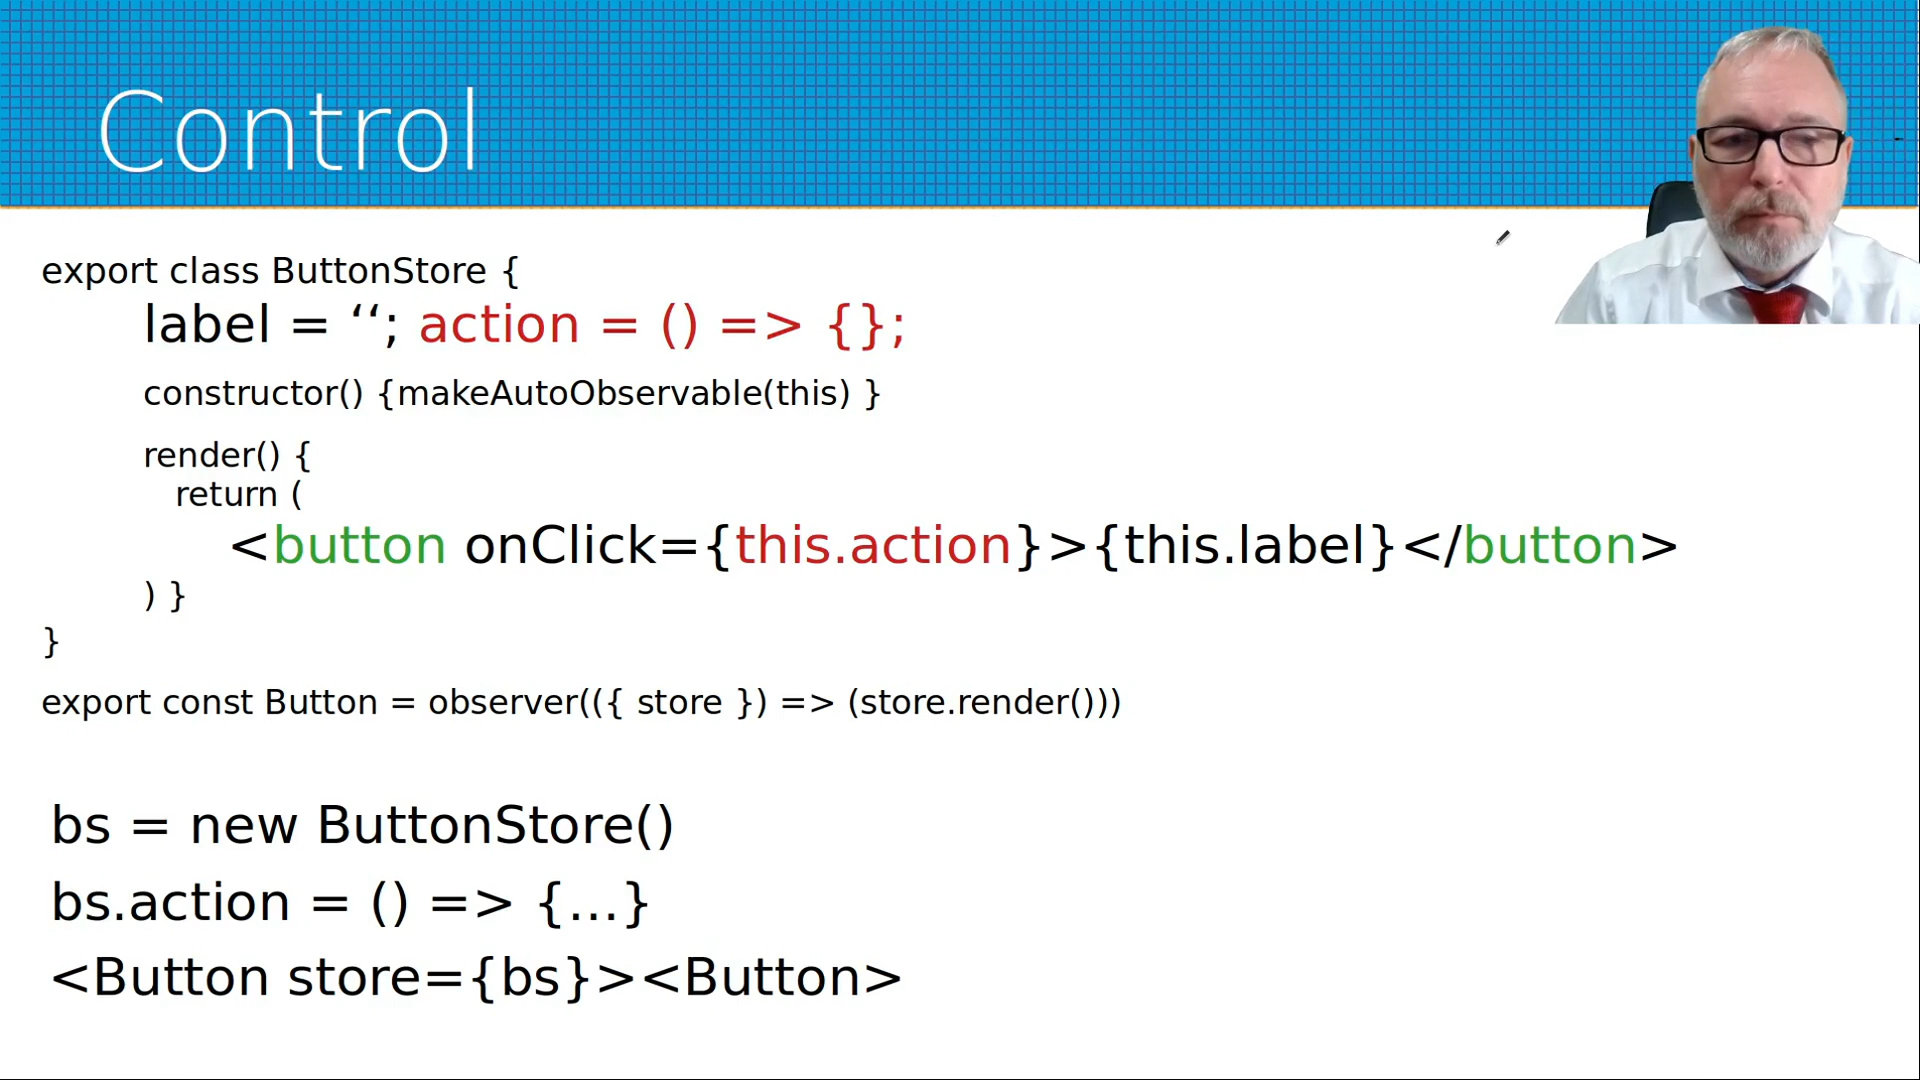 Control
export class ButtonStore {
label = ‘‘; action = () => {};
constructor() {makeAutoObservable(this) }
render() {
return (
<button onClick={this.action}>{this.label}</button>
) }
}
export const Button = observer(({ store }) => (store.render()))
bs = new ButtonStore()
bs.action = () => {...}
<Button store={bs}><Button>